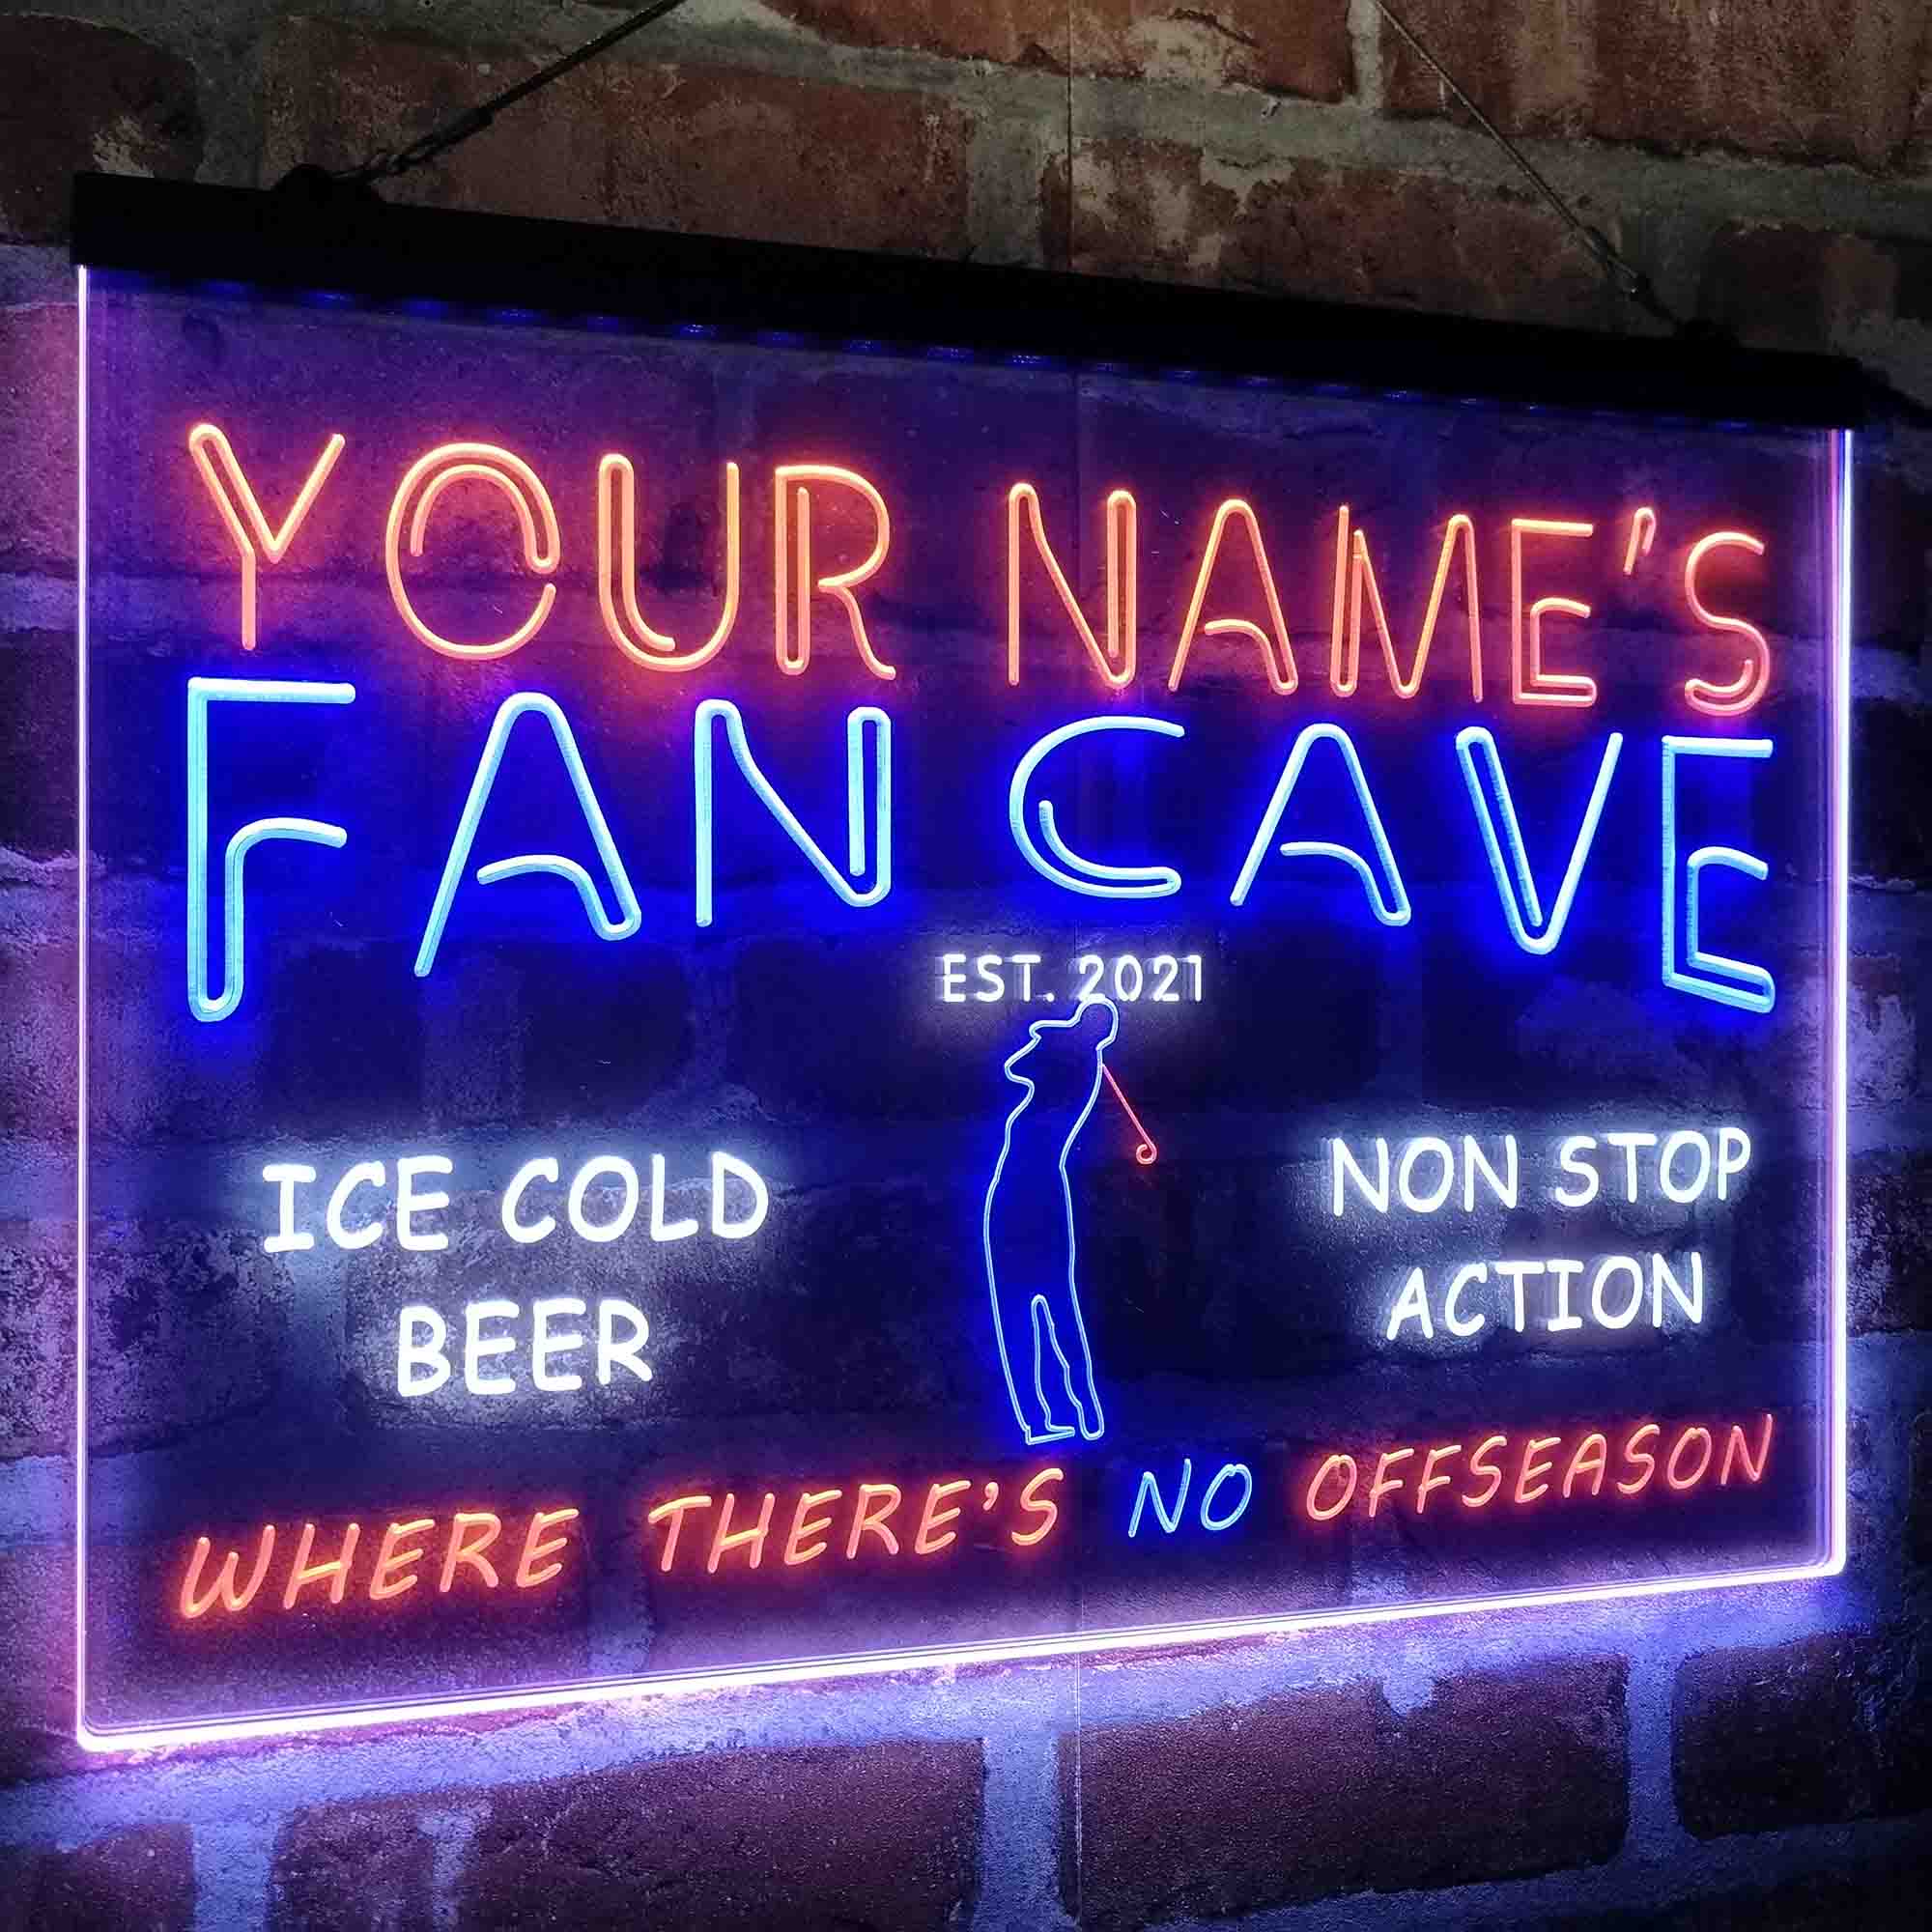 YOUR NAME'S
FAN CAVE
EST. 2021
ICE COLD
BEER
NON STOP
ACTION
WHERE THERE'S NO OFFSEASON